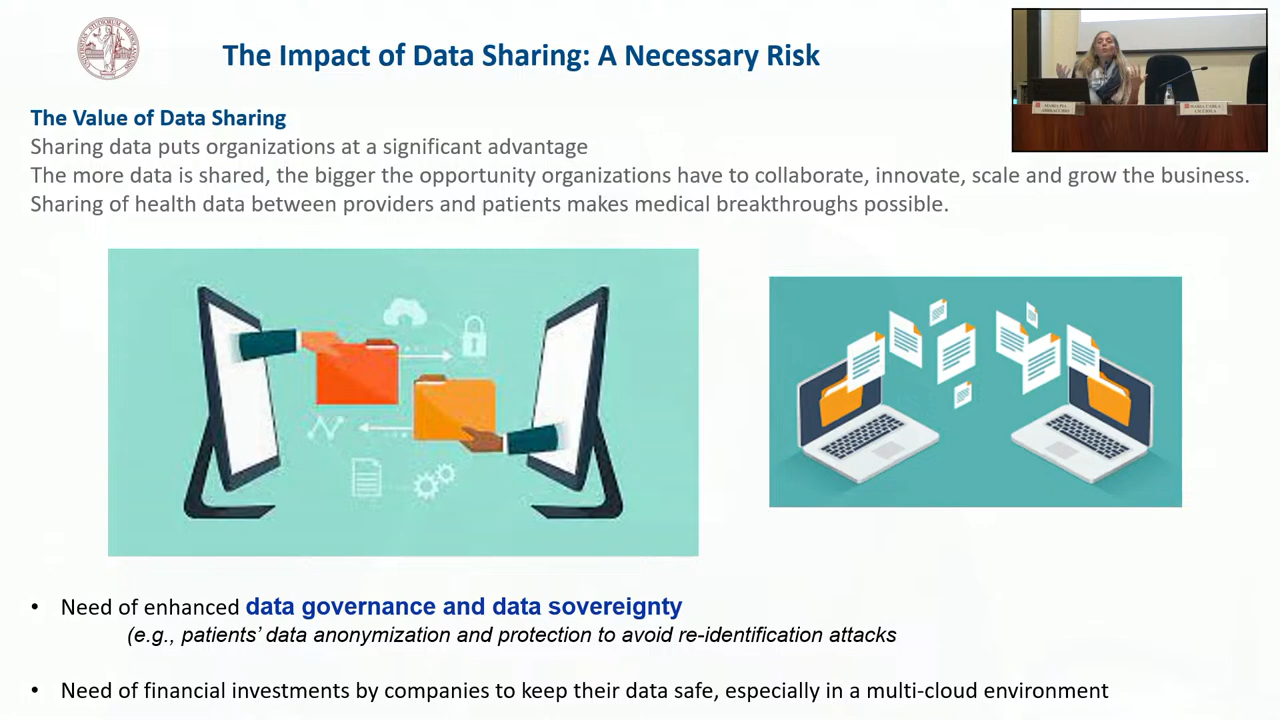 The Impact of Data Sharing: A Necessary Risk
The Value of Data Sharing
Sharing data puts organizations at a significant advantage
The more data is shared, the bigger the opportunity organizations have to collaborate, innovate, scale and grow the business.
Sharing of health data between providers and patients makes medical breakthroughs possible.
• Need of enhanced data governance and data sovereignty
(e.g., patients’ data anonymization and protection to avoid re-identification attacks
• Need of financial investments by companies to keep their data safe, especially in a multi-cloud environment
MARIA PIA